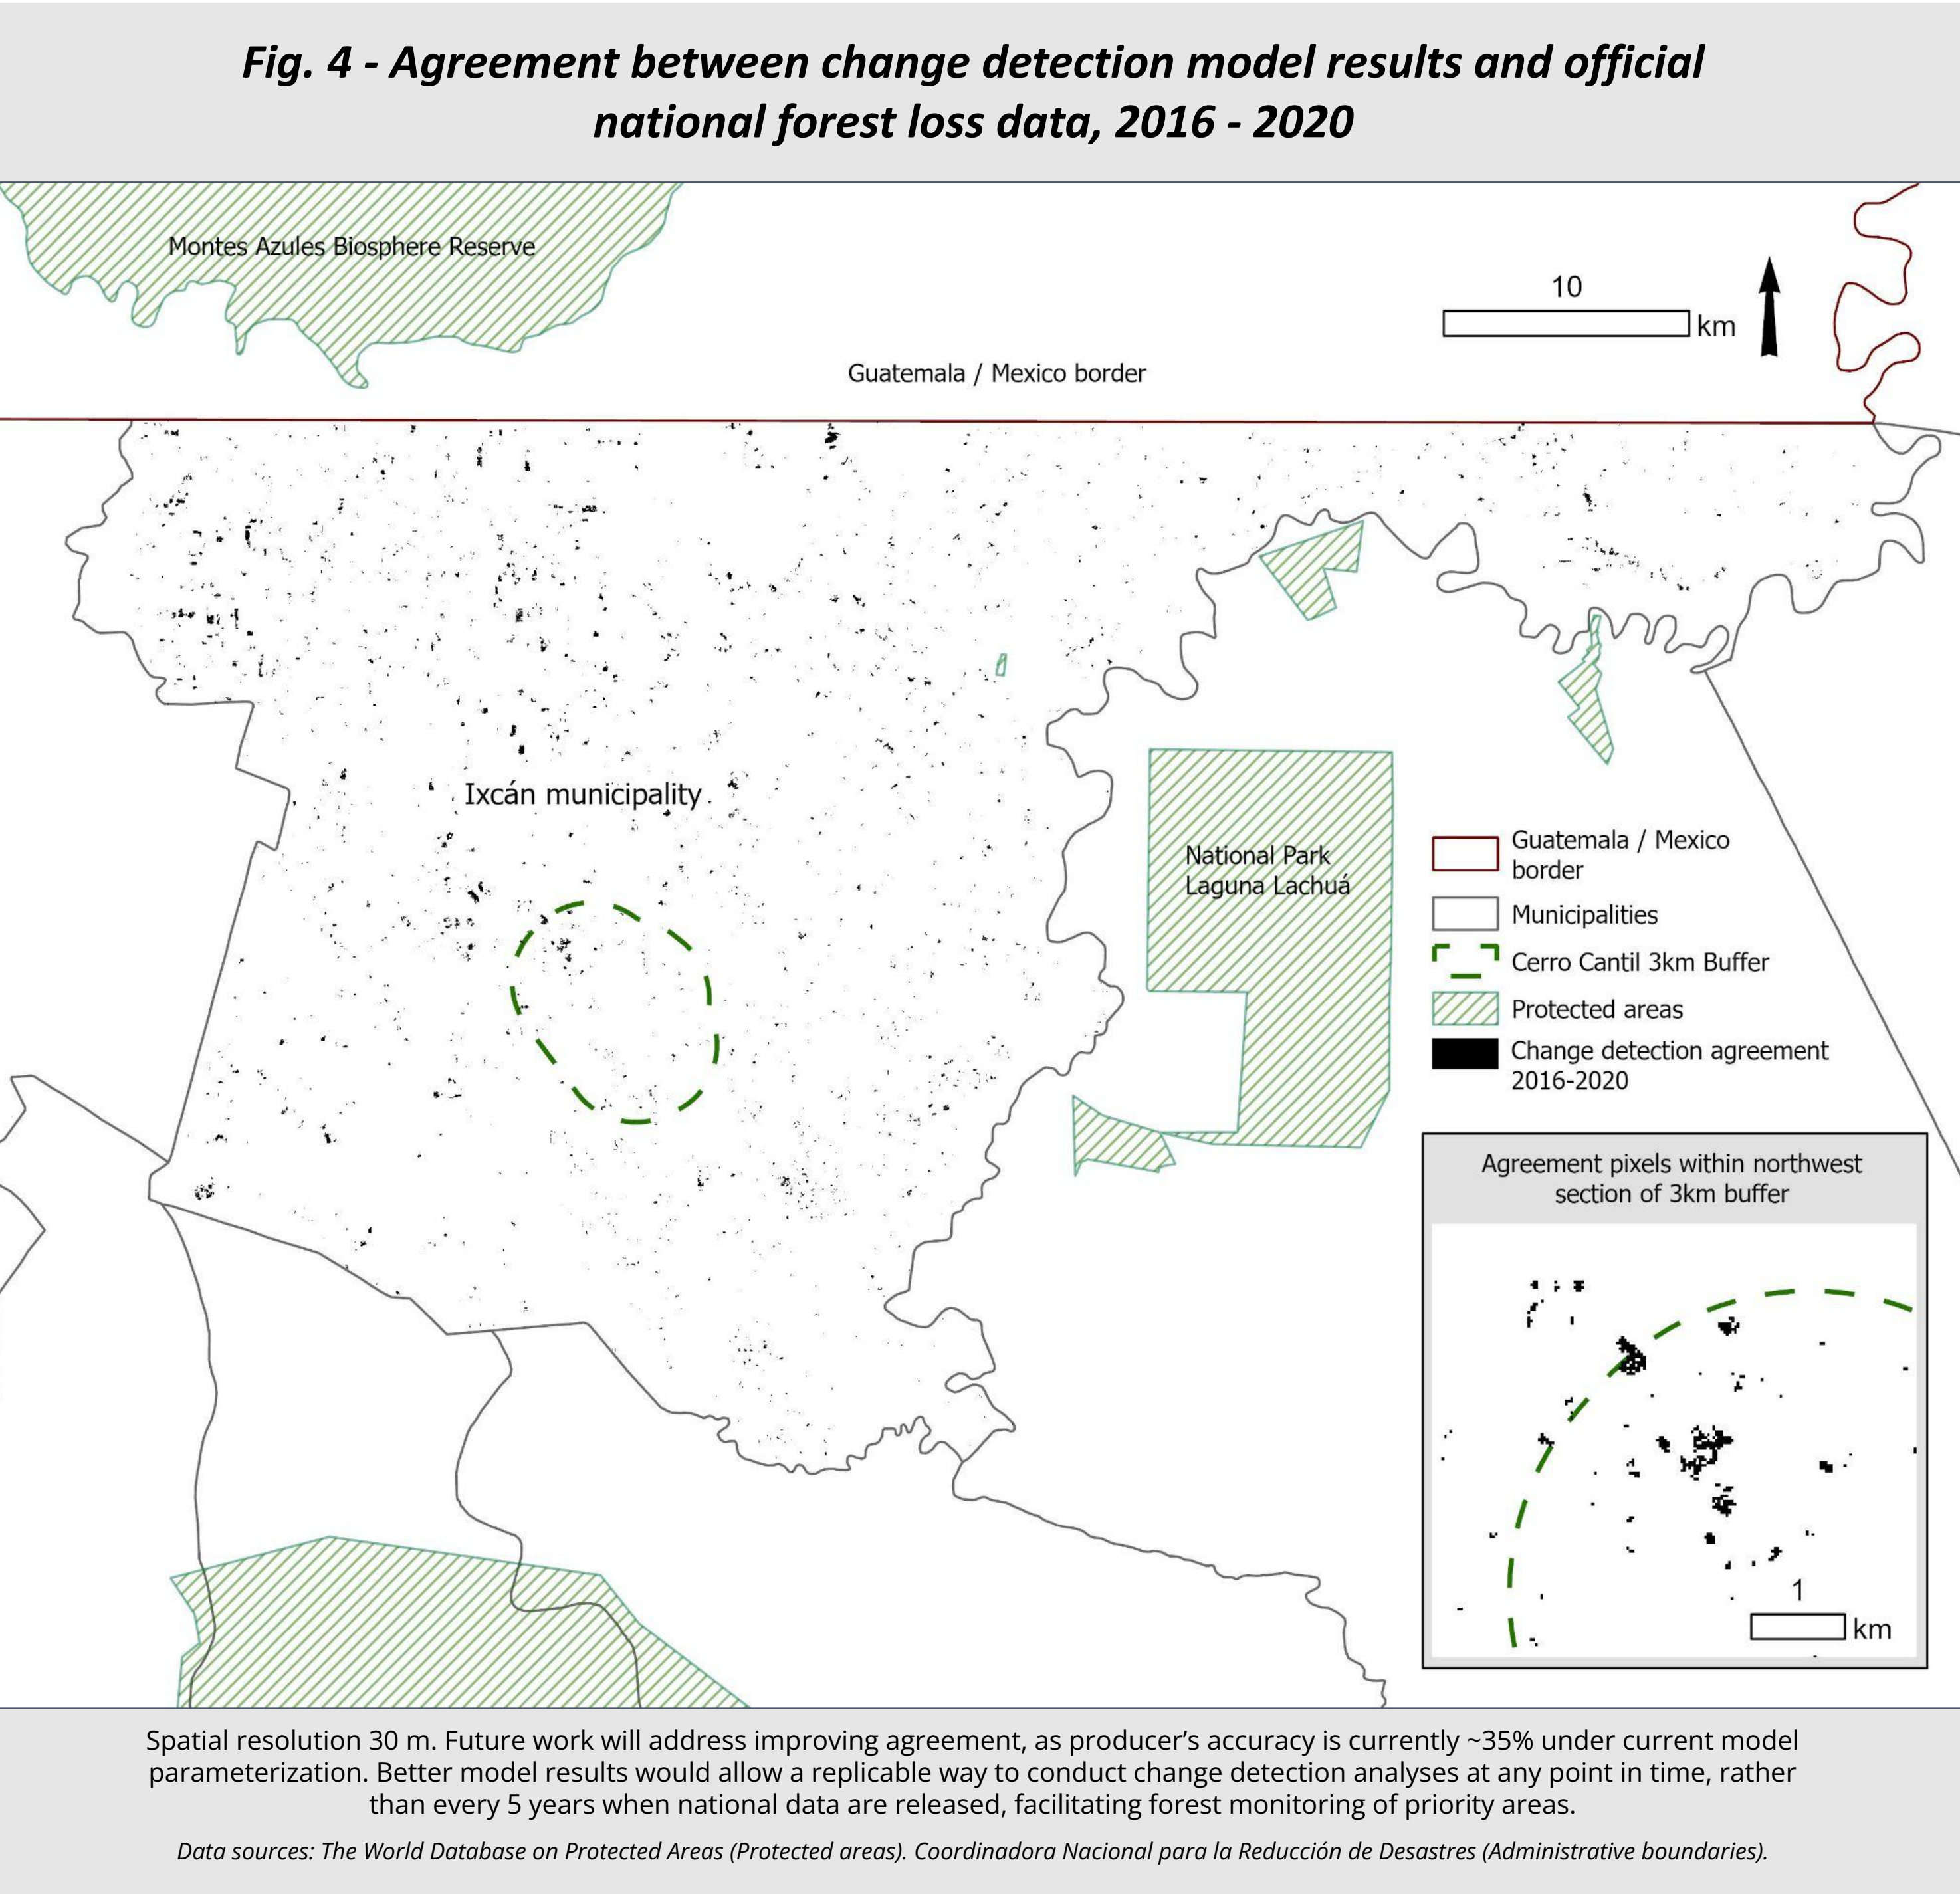 Fig. 4 - Agreement between change detection model results and official
national forest loss data, 2016 - 2020
Montes Azules Biosphere Reserve
10
km
Guatemala / Mexico border
Ixcán municipality
National Park
Laguna Lachuá
Guatemala / Mexico
border
Municipalities
Cerro Cantil 3km Buffer
Protected areas
Change detection agreement
2016-2020
Agreement pixels within northwest
section of 3km buffer
1
km
Spatial resolution 30 m. Future work will address improving agreement, as producer’s accuracy is currently ~35% under current model
parameterization. Better model results would allow a replicable way to conduct change detection analyses at any point in time, rather
than every 5 years when national data are released, facilitating forest monitoring of priority areas.
Data sources: The World Database on Protected Areas (Protected areas). Coordinadora Nacional para la Reducción de Desastres (Administrative boundaries).